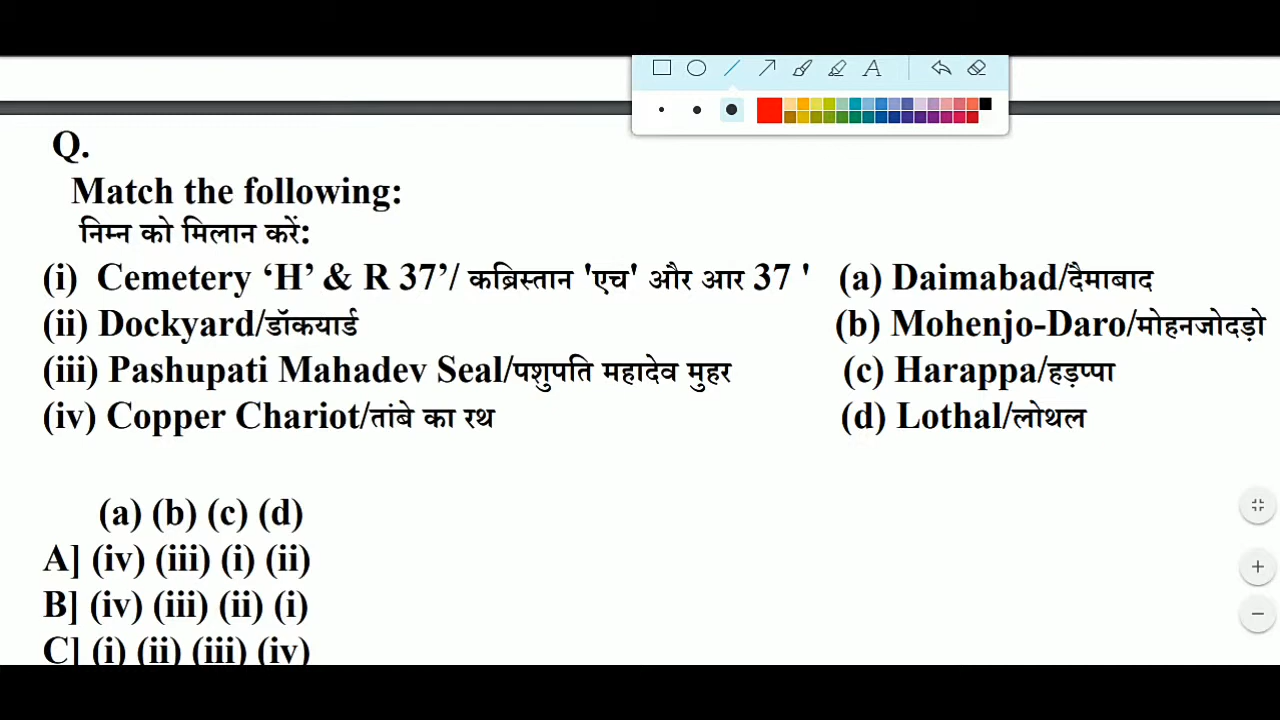 Q.
Match the following:
निम्न को मिलान करें:
(i) Cemetery ‘H’ & R 37’/ कब्रिस्तान 'एच' और आर 37 ' (a) Daimabad/दैमाबाद
(ii) Dockyard/डॉकयार्ड (b) Mohenjo-Daro/मोहनजोदड़ो
(iii) Pashupati Mahadev Seal/पशुपति महादेव मुहर (c) Harappa/हड़प्पा
(iv) Copper Chariot/तांबे का रथ (d) Lothal/लोथल
(a) (b) (c) (d)
A] (iv) (iii) (i) (ii)
B] (iv) (iii) (ii) (i)
C] (i) (ii) (iii) (iv)